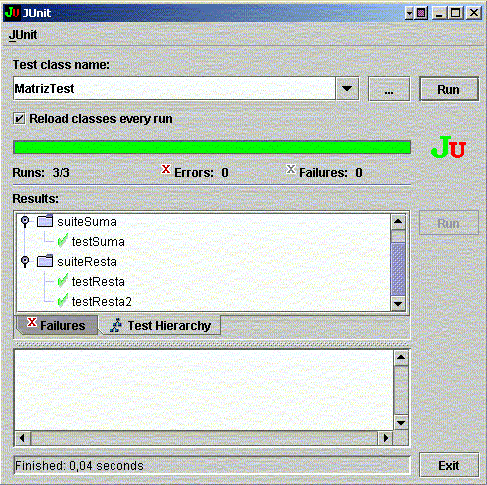 JU JUnit
JUnit
Test class name:
MatrizTest ... Run
Reload classes every run
JU
Runs: 3/3 X Errors: 0 X Failures: 0
Results:
suiteSuma Run
testSuma
suiteResta
testResta
testResta2
X Failures Test Hierarchy
Finished: 0,04 seconds Exit